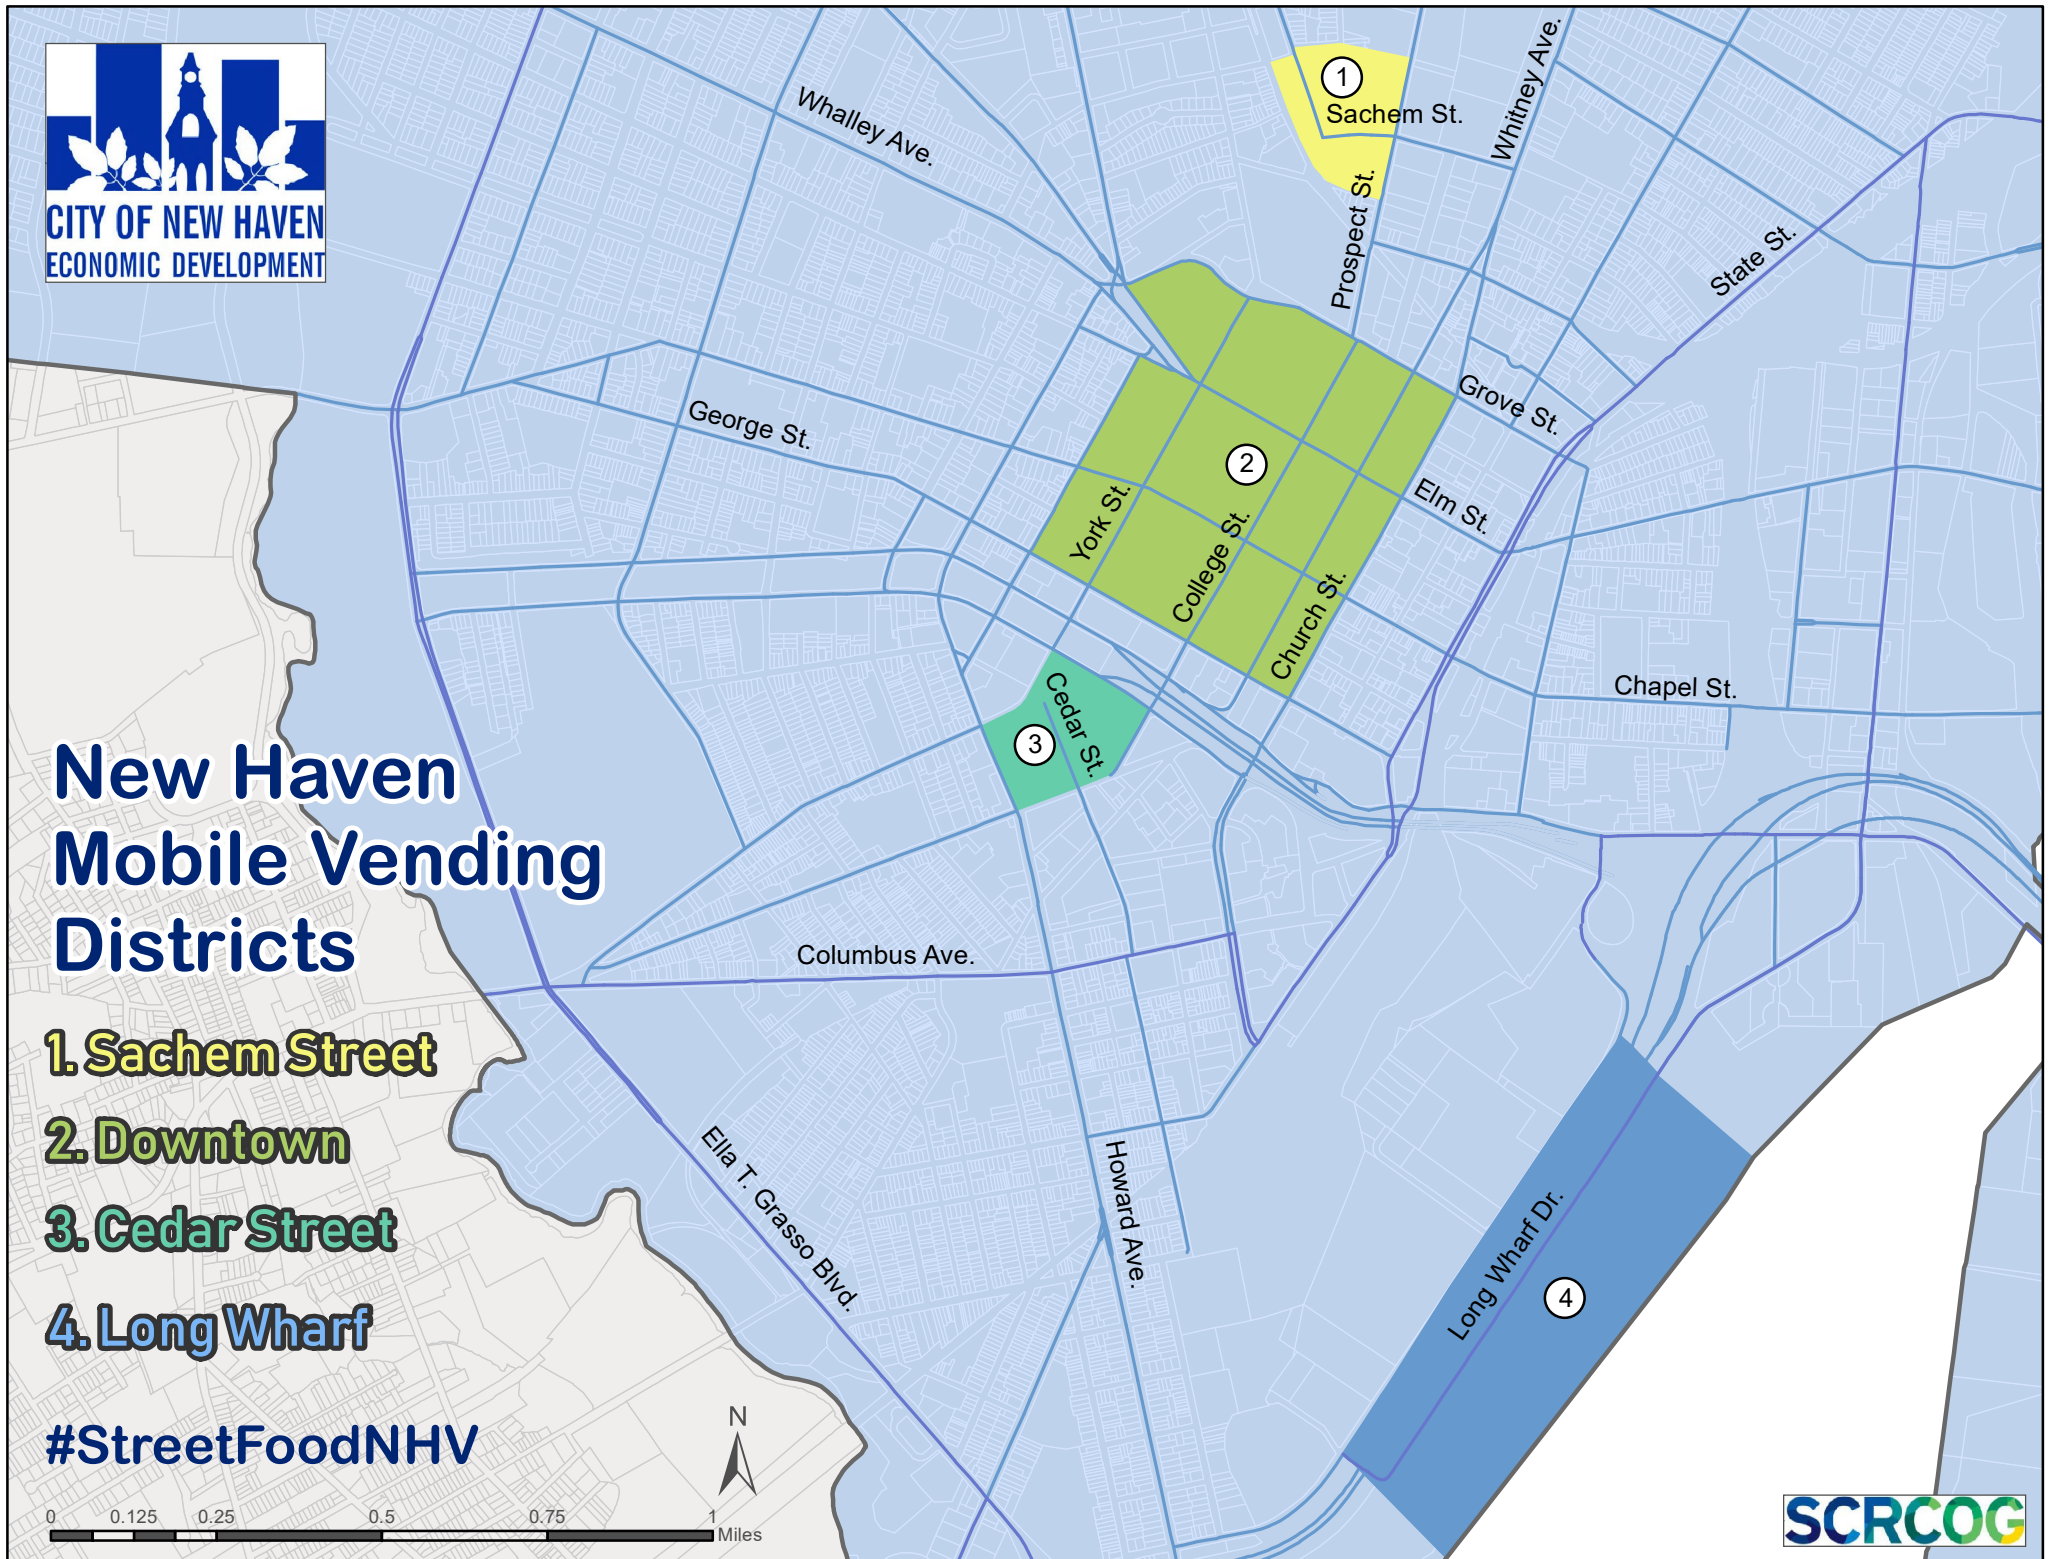 CITY OF NEW HAVEN
ECONOMIC DEVELOPMENT
1
Sachem St.
Whitney Ave.
Whalley Ave.
Prospect St.
State St.
George St.
Grove St.
2
Elm St.
York St.
College St.
Church St.
Chapel St.
Cedar St.
3
New Haven
Mobile Vending
Districts
Columbus Ave.
1. Sachem Street
2. Downtown
3. Cedar Street
4. Long Wharf
Ella T. Grasso Blvd.
Howard Ave.
Long Wharf Dr.
4
#StreetFoodNHV
N
0 0.125 0.25 0.5 0.75 1
Miles
SCRCOG